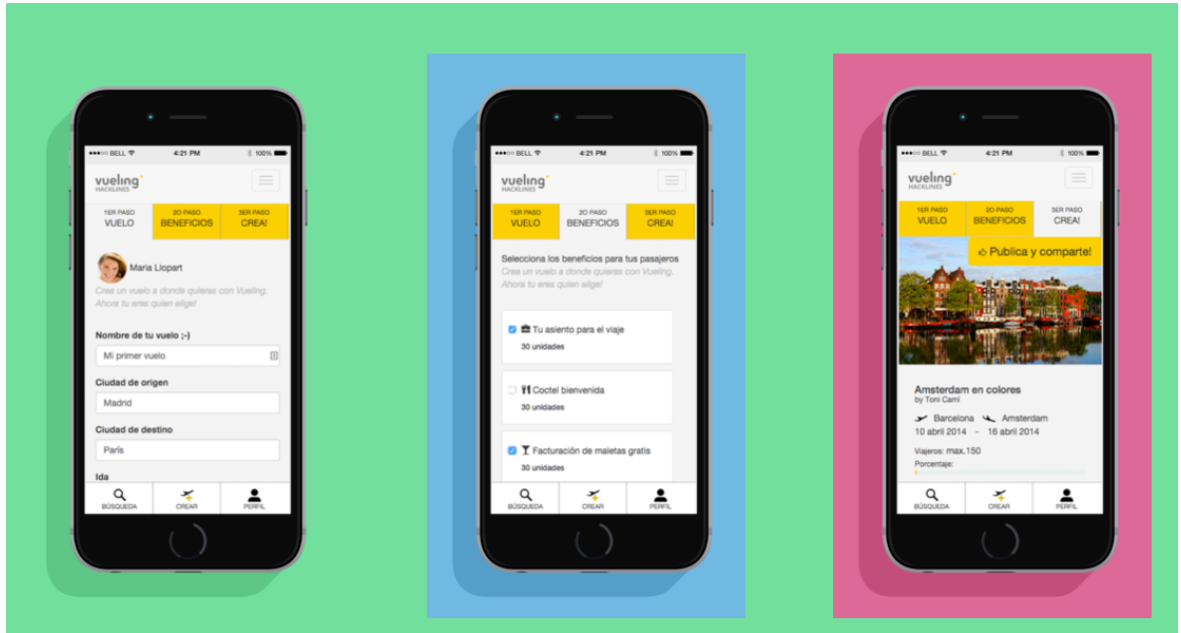 BELL 4:21 PM 100%
vueling
HACKLINES
1ER PASO 2O PASO 3ER PASO
VUELO BENEFICIOS CREA!
Maria Llopart
Crea un vuelo a donde quieras con Vueling.
Ahora tu eres quien elige!
Nombre de tu vuelo ;-)
Mi primer vuelo
Ciudad de origen
Madrid
Ciudad de destino
París
Ida
BÚSQUEDA CREAR PERFIL
BELL 4:21 PM 100%
vueling
HACKLINES
1ER PASO 2O PASO 3ER PASO
VUELO BENEFICIOS CREA!
Selecciona los beneficios para tus pasajeros
Crea un vuelo a donde quieras con Vueling.
Ahora tu eres quien elige!
Tu asiento para el viaje
30 unidades
Coctel bienvenida
30 unidades
Facturación de maletas gratis
30 unidades
BÚSQUEDA CREAR PERFIL
BELL 4:21 PM 100%
vueling
HACKLINES
1ER PASO 2O PASO 3ER PASO
VUELO BENEFICIOS CREA!
Publica y comparte!
Amsterdam en colores
by Toni Camí
Barcelona Amsterdam
10 abril 2014 - 16 abril 2014
Viajeros: max.150
Porcentaje:
BÚSQUEDA CREAR PERFIL